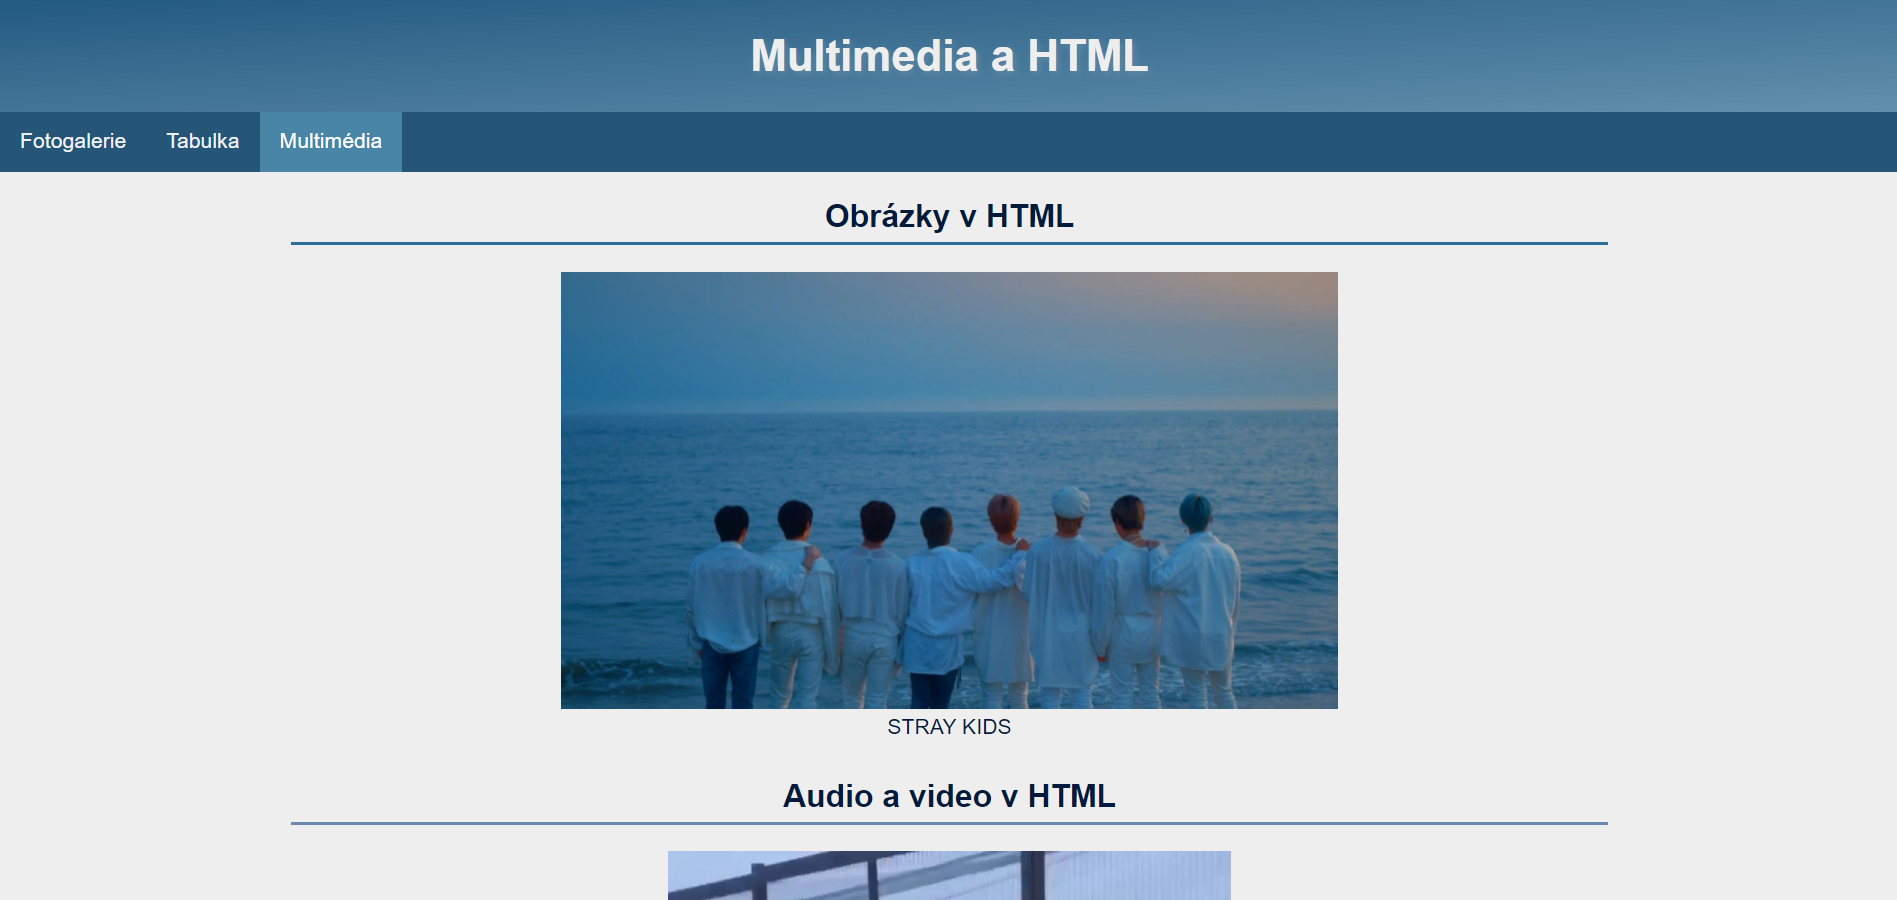 Multimedia a HTML
Fotogalerie Tabulka Multimédia
Obrázky v HTML
STRAY KIDS
Audio a video v HTML